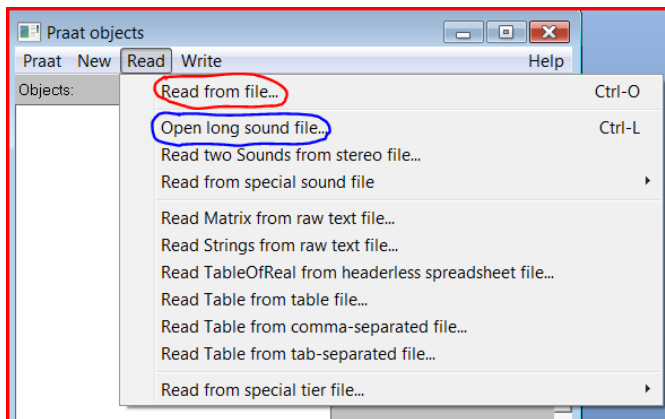 Praat objects
Praat New Read Write Help
Objects:
Read from file... Ctrl-O
Open long sound file... Ctrl-L
Read two Sounds from stereo file...
Read from special sound file
Read Matrix from raw text file...
Read Strings from raw text file...
Read TableOfReal from headerless spreadsheet file...
Read Table from table file...
Read Table from comma-separated file...
Read Table from tab-separated file...
Read from special tier file...